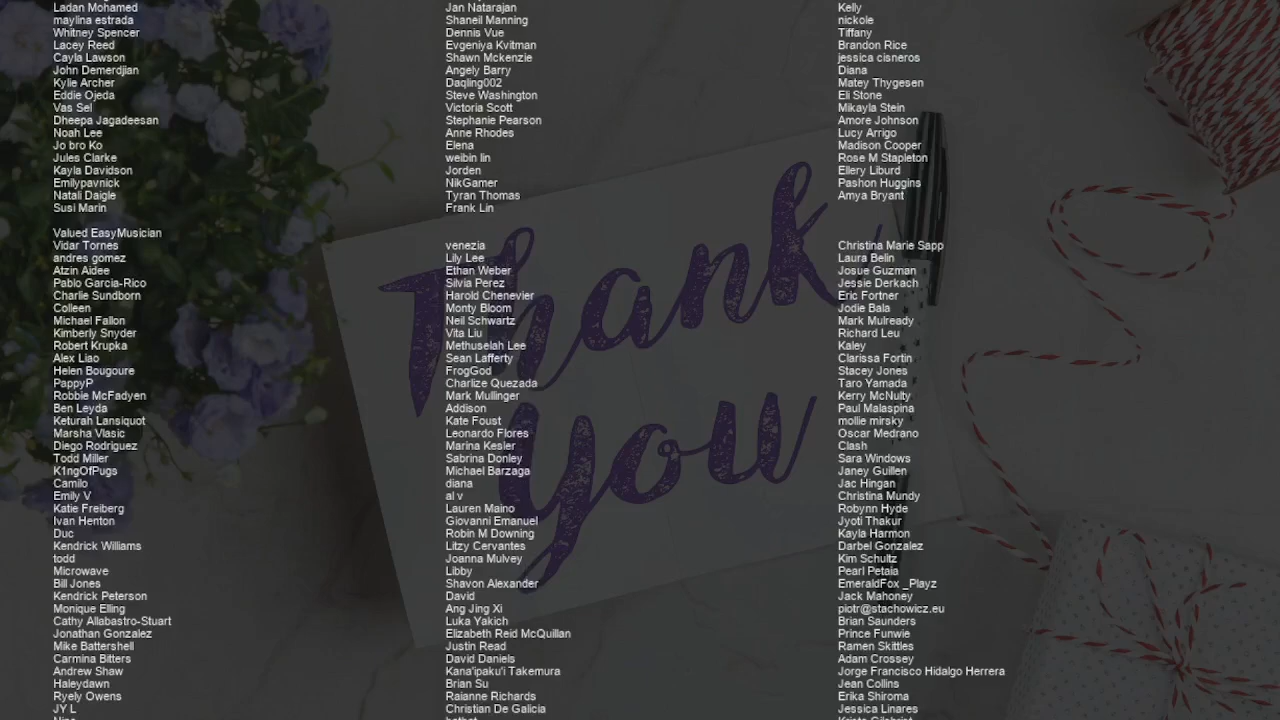 Ladan Mohamed
maylina estrada
Whitney Spencer
Lacey Reed
Cayla Lawson
John Demerdjian
Kylie Archer
Eddie Ojeda
Vas Sel
Dheepa Jagadeesan
Noah Lee
Jo bro Ko
Jules Clarke
Kayla Davidson
Emilypavnick
Natali Daigle
Susi Marin
Jan Natarajan
Shaneil Manning
Dennis Vue
Evgeniya Kvitman
Shawn Mckenzie
Angely Barry
Daqling002
Steve Washington
Victoria Scott
Stephanie Pearson
Anne Rhodes
Elena
weibin lin
Jorden
NikGamer
Tyran Thomas
Frank Lin
Kelly
nickole
Tiffany
Brandon Rice
jessica cisneros
Diana
Matey Thygesen
Eli Stone
Mikayla Stein
Amore Johnson
Lucy Arrigo
Madison Cooper
Rose M Stapleton
Ellery Liburd
Pashon Huggins
Amya Bryant
Valued EasyMusician
Vidar Tornes
andres gomez
Atzin Aidee
Pablo Garcia-Rico
Charlie Sundborn
Colleen
Michael Fallon
Kimberly Snyder
Robert Krupka
Alex Liao
Helen Bougoure
PappyP
Robbie McFadyen
Ben Leyda
Keturah Lansiquot
Marsha Vlasic
Diego Rodriguez
Todd Miller
K1ngOfPugs
Camilo
Emily V
Katie Freiberg
Ivan Henton
Duc
Kendrick Williams
todd
Microwave
Bill Jones
Kendrick Peterson
Monique Elling
Cathy Allabastro-Stuart
Jonathan Gonzalez
Mike Battershell
Carmina Bitters
Andrew Shaw
Haleydawn
Ryely Owens
JY L
venezia
Lily Lee
Ethan Weber
Silvia Perez
Harold Chenevier
Monty Bloom
Neil Schwartz
Vita Liu
Methuselah Lee
Sean Lafferty
FrogGod
Charlize Quezada
Mark Mullinger
Addison
Kate Foust
Leonardo Flores
Marina Kesler
Sabrina Donley
Michael Barzaga
diana
al v
Lauren Maino
Giovanni Emanuel
Robin M Downing
Litzy Cervantes
Joanna Mulvey
Libby
Shavon Alexander
David
Ang Jing Xi
Luka Yakich
Elizabeth Reid McQuillan
Justin Read
David Daniels
Kana'ipaku'i Takemura
Brian Su
Raianne Richards
Christian De Galicia
Christina Marie Sapp
Laura Belin
Josue Guzman
Jessie Derkach
Eric Fortner
Jodie Bala
Mark Mulready
Richard Leu
Kaley
Clarissa Fortin
Stacey Jones
Taro Yamada
Kerry McNulty
Paul Malaspina
mollie mirsky
Oscar Medrano
Clash
Sara Windows
Janey Guillen
Jac Hingan
Christina Mundy
Robynn Hyde
Jyoti Thakur
Kayla Harmon
Darbel Gonzalez
Kim Schultz
Pearl Petaia
EmeraldFox _Playz
Jack Mahoney
piotr@stachowicz.eu
Brian Saunders
Prince Funwie
Ramen Skittles
Adam Crossey
Jorge Francisco Hidalgo Herrera
Jean Collins
Erika Shiroma
Jessica Linares
Thank
you